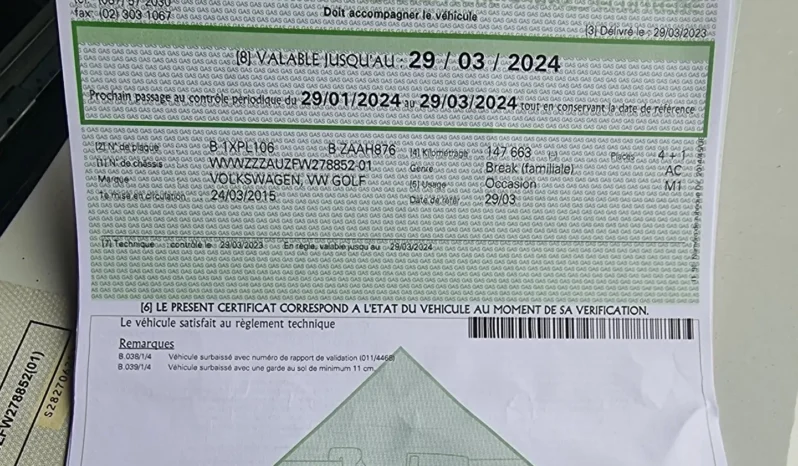 fax: (02) 303 1067
Doit accompagner le véhicule
[3] Délivré le : 29/03/2023
[8] VALABLE JUSQU'AU : 29 / 03 / 2024
Prochain passage au contrôle périodique du 29/01/2024 au 29/03/2024 tout en conservant la date de référence
[2] N° de plaque B 1XPL106 B ZAAH876 [4] Kilométrage 147 663 Places 4 + 1
[1] N° de châssis WVWZZZAUZFW278852-01 Genre Break (familiale) AC
Marque VOLKSWAGEN, VW GOLF [5] Usage Occasion M1
1e mise en circulation 24/03/2015 Date de référ 29/03
[7] Technique : contrôlé le : 29/03/2023 En règle, valable jusqu'au : 29/03/2024
[6] LE PRESENT CERTIFICAT CORRESPOND A L'ETAT DU VEHICULE AU MOMENT DE SA VERIFICATION.
Le véhicule satisfait au règlement technique
Remarques
B.038/1/4 Véhicule surbaissé avec numéro de rapport de validation (011/4468)
B.039/1/4 Véhicule surbaissé avec une garde au sol de minimum 11 cm
FW278852(01)